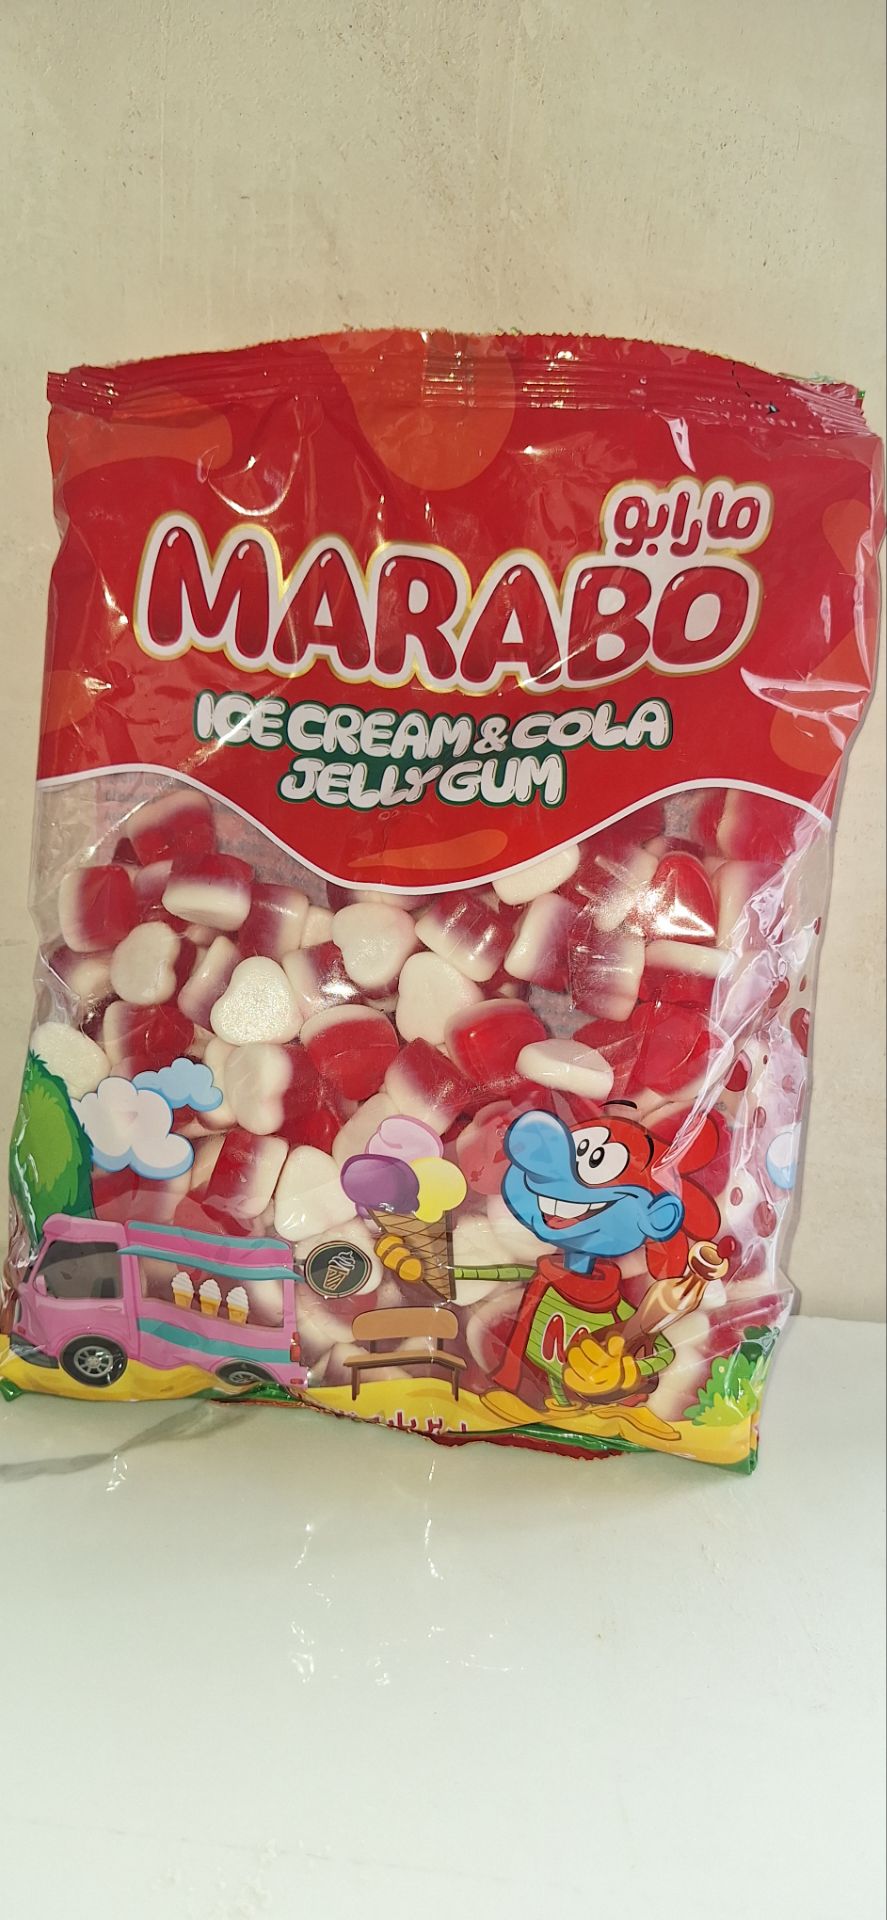 مارابو
MARABO
ICE CREAM & COLA
JELLY GUM
M